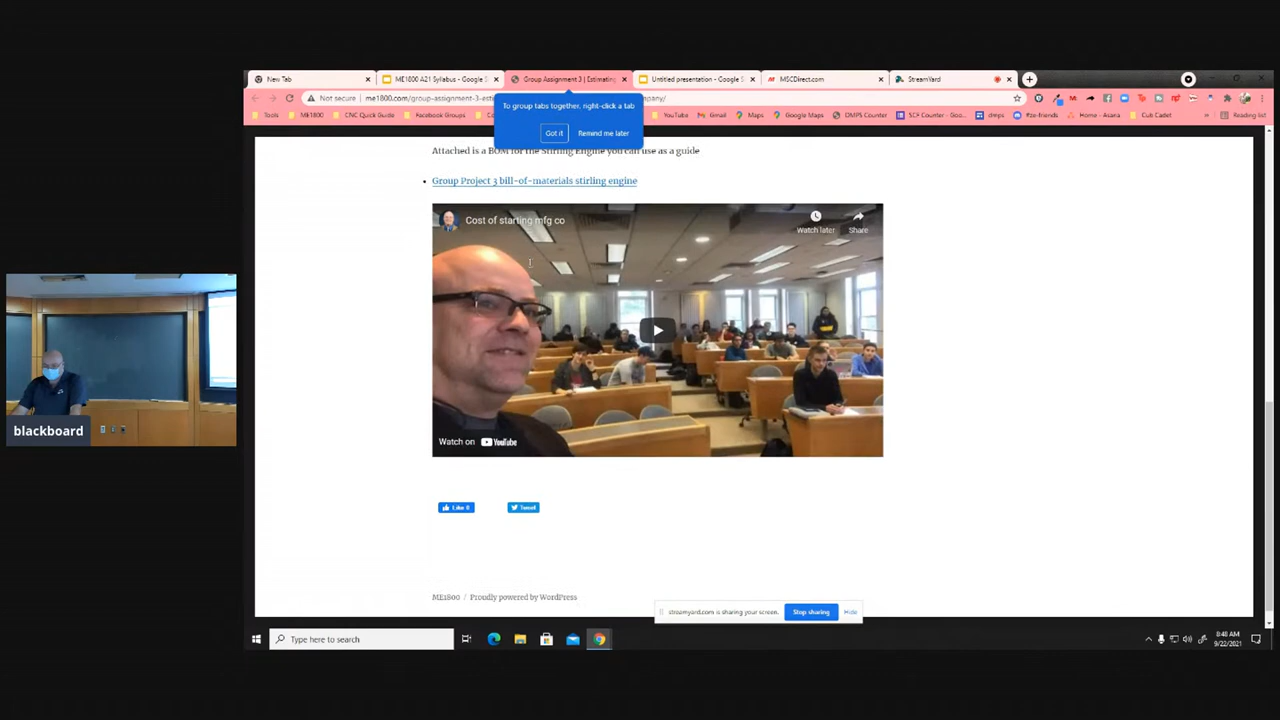 New Tab
ME1800 A21 Syllabus - Google S
Group Assignment 3 | Estimating
Untitled presentation - Google S
MSCDirect.com
StreamYard
Not secure
me1800.com/group-assignment-3-esti
pany/
To group tabs together, right-click a tab
Got it
Remind me later
Tools
ME1800
CNC Quick Guide
Facebook Groups
YouTube
Gmail
Maps
Google Maps
DMPS Counter
SCF Counter - Goo
dmps
Home - Asana
Cub Cadet
Reading list
Attached is a BOM for the Stirling Engine you can use as a guide
Group Project 3 bill-of-materials stirling engine
Cost of starting mfg co
Watch later
Share
Watch on YouTube
Like 0
Tweet
blackboard
ME1800 / Proudly powered by WordPress
streamyard.com is sharing your screen.
Stop sharing
Hide
Type here to search
8:48 AM
9/22/2021